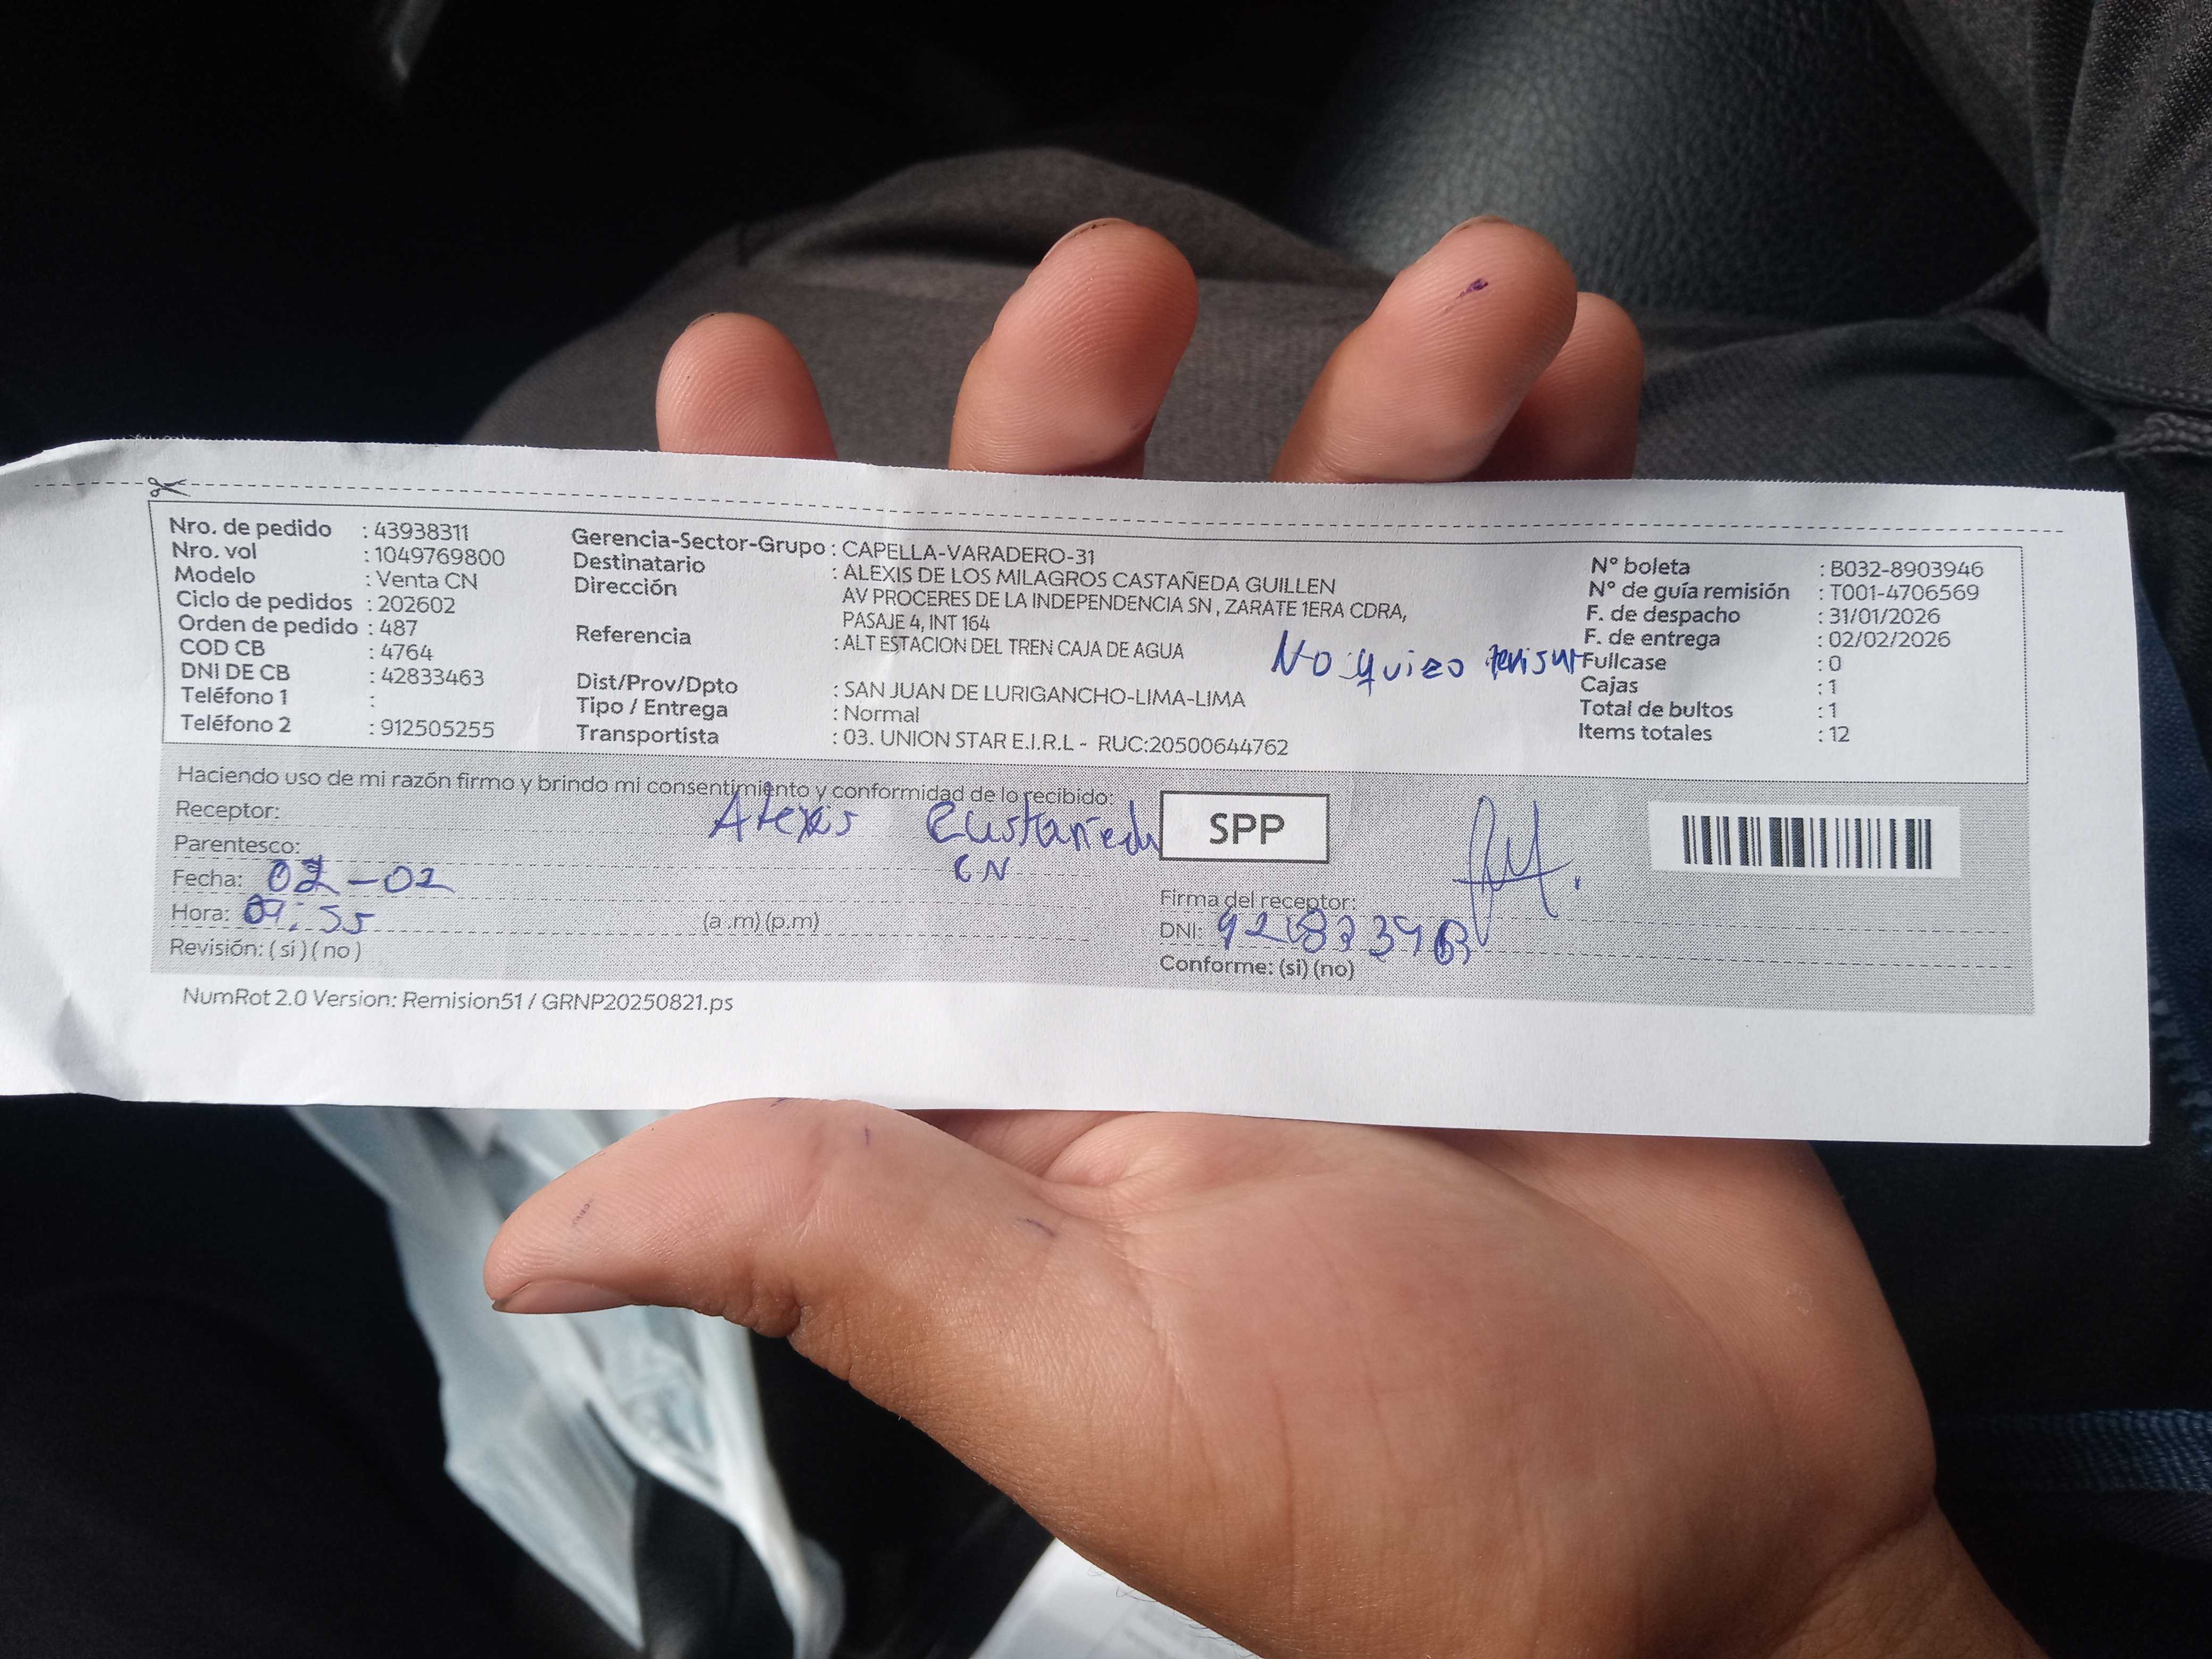 Nro. de pedido : 43938311
Nro. vol : 1049769800
Modelo : Venta CN
Ciclo de pedidos : 202602
Orden de pedido : 487
COD CB : 4764
DNI DE CB : 42833463
Teléfono 1 :
Teléfono 2 : 912505255
Gerencia-Sector-Grupo : CAPELLA-VARADERO-31
Destinatario : ALEXIS DE LOS MILAGROS CASTAÑEDA GUILLEN
Dirección AV PROCERES DE LA INDEPENDENCIA SN , ZARATE 1ERA CDRA,
PASAJE 4, INT 164
Referencia : ALT ESTACION DEL TREN CAJA DE AGUA
Dist/Prov/Dpto : SAN JUAN DE LURIGANCHO-LIMA-LIMA
Tipo / Entrega : Normal
Transportista : 03. UNION STAR E.I.R.L - RUC:20500644762
No quizo
N° boleta : B032-8903946
N° de guía remisión : T001-4706569
F. de despacho : 31/01/2026
F. de entrega : 02/02/2026
Fullcase : 0
Cajas : 1
Total de bultos : 1
Items totales : 12
Haciendo uso de mi razón firmo y brindo mi consentimiento y conformidad de lo recibido:
Receptor: Alexis Castañeda
Parentesco: CN
Fecha: 02-02
Hora: 09:55 (a .m) (p.m)
Revisión: ( si ) ( no )
SPP
Firma del receptor:
DNI:
Conforme: (si) (no)
NumRot 2.0 Version: Remision51 / GRNP20250821.ps